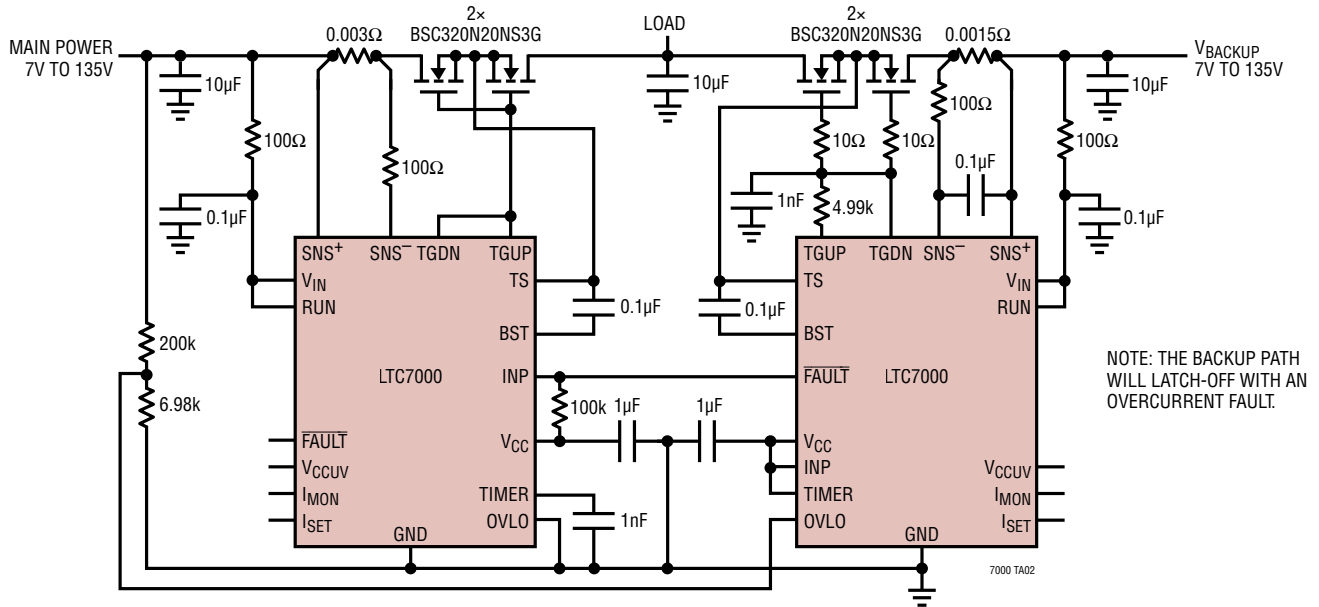 MAIN POWER
7V TO 135V
10µF
100Ω
0.1µF
0.003Ω
100Ω
2×
BSC320N20NS3G
LOAD
10µF
2×
BSC320N20NS3G
0.0015Ω
VBACKUP
7V TO 135V
10µF
10Ω
10Ω
1nF
4.99k
100Ω
0.1µF
100Ω
0.1µF
SNS+
SNS–
TGDN
TGUP
VIN
RUN
TS
BST
0.1µF
LTC7000
INP
FAULT
VCC
VCCUV
IMON
TIMER
ISET
OVLO
GND
200k
6.98k
100k
1µF
1µF
1nF
0.1µF
TGUP
TGDN
SNS–
SNS+
TS
VIN
RUN
BST
FAULT
LTC7000
VCC
INP
TIMER
OVLO
VCCUV
IMON
ISET
GND
NOTE: THE BACKUP PATH
WILL LATCH-OFF WITH AN
OVERCURRENT FAULT.
7000 TA02